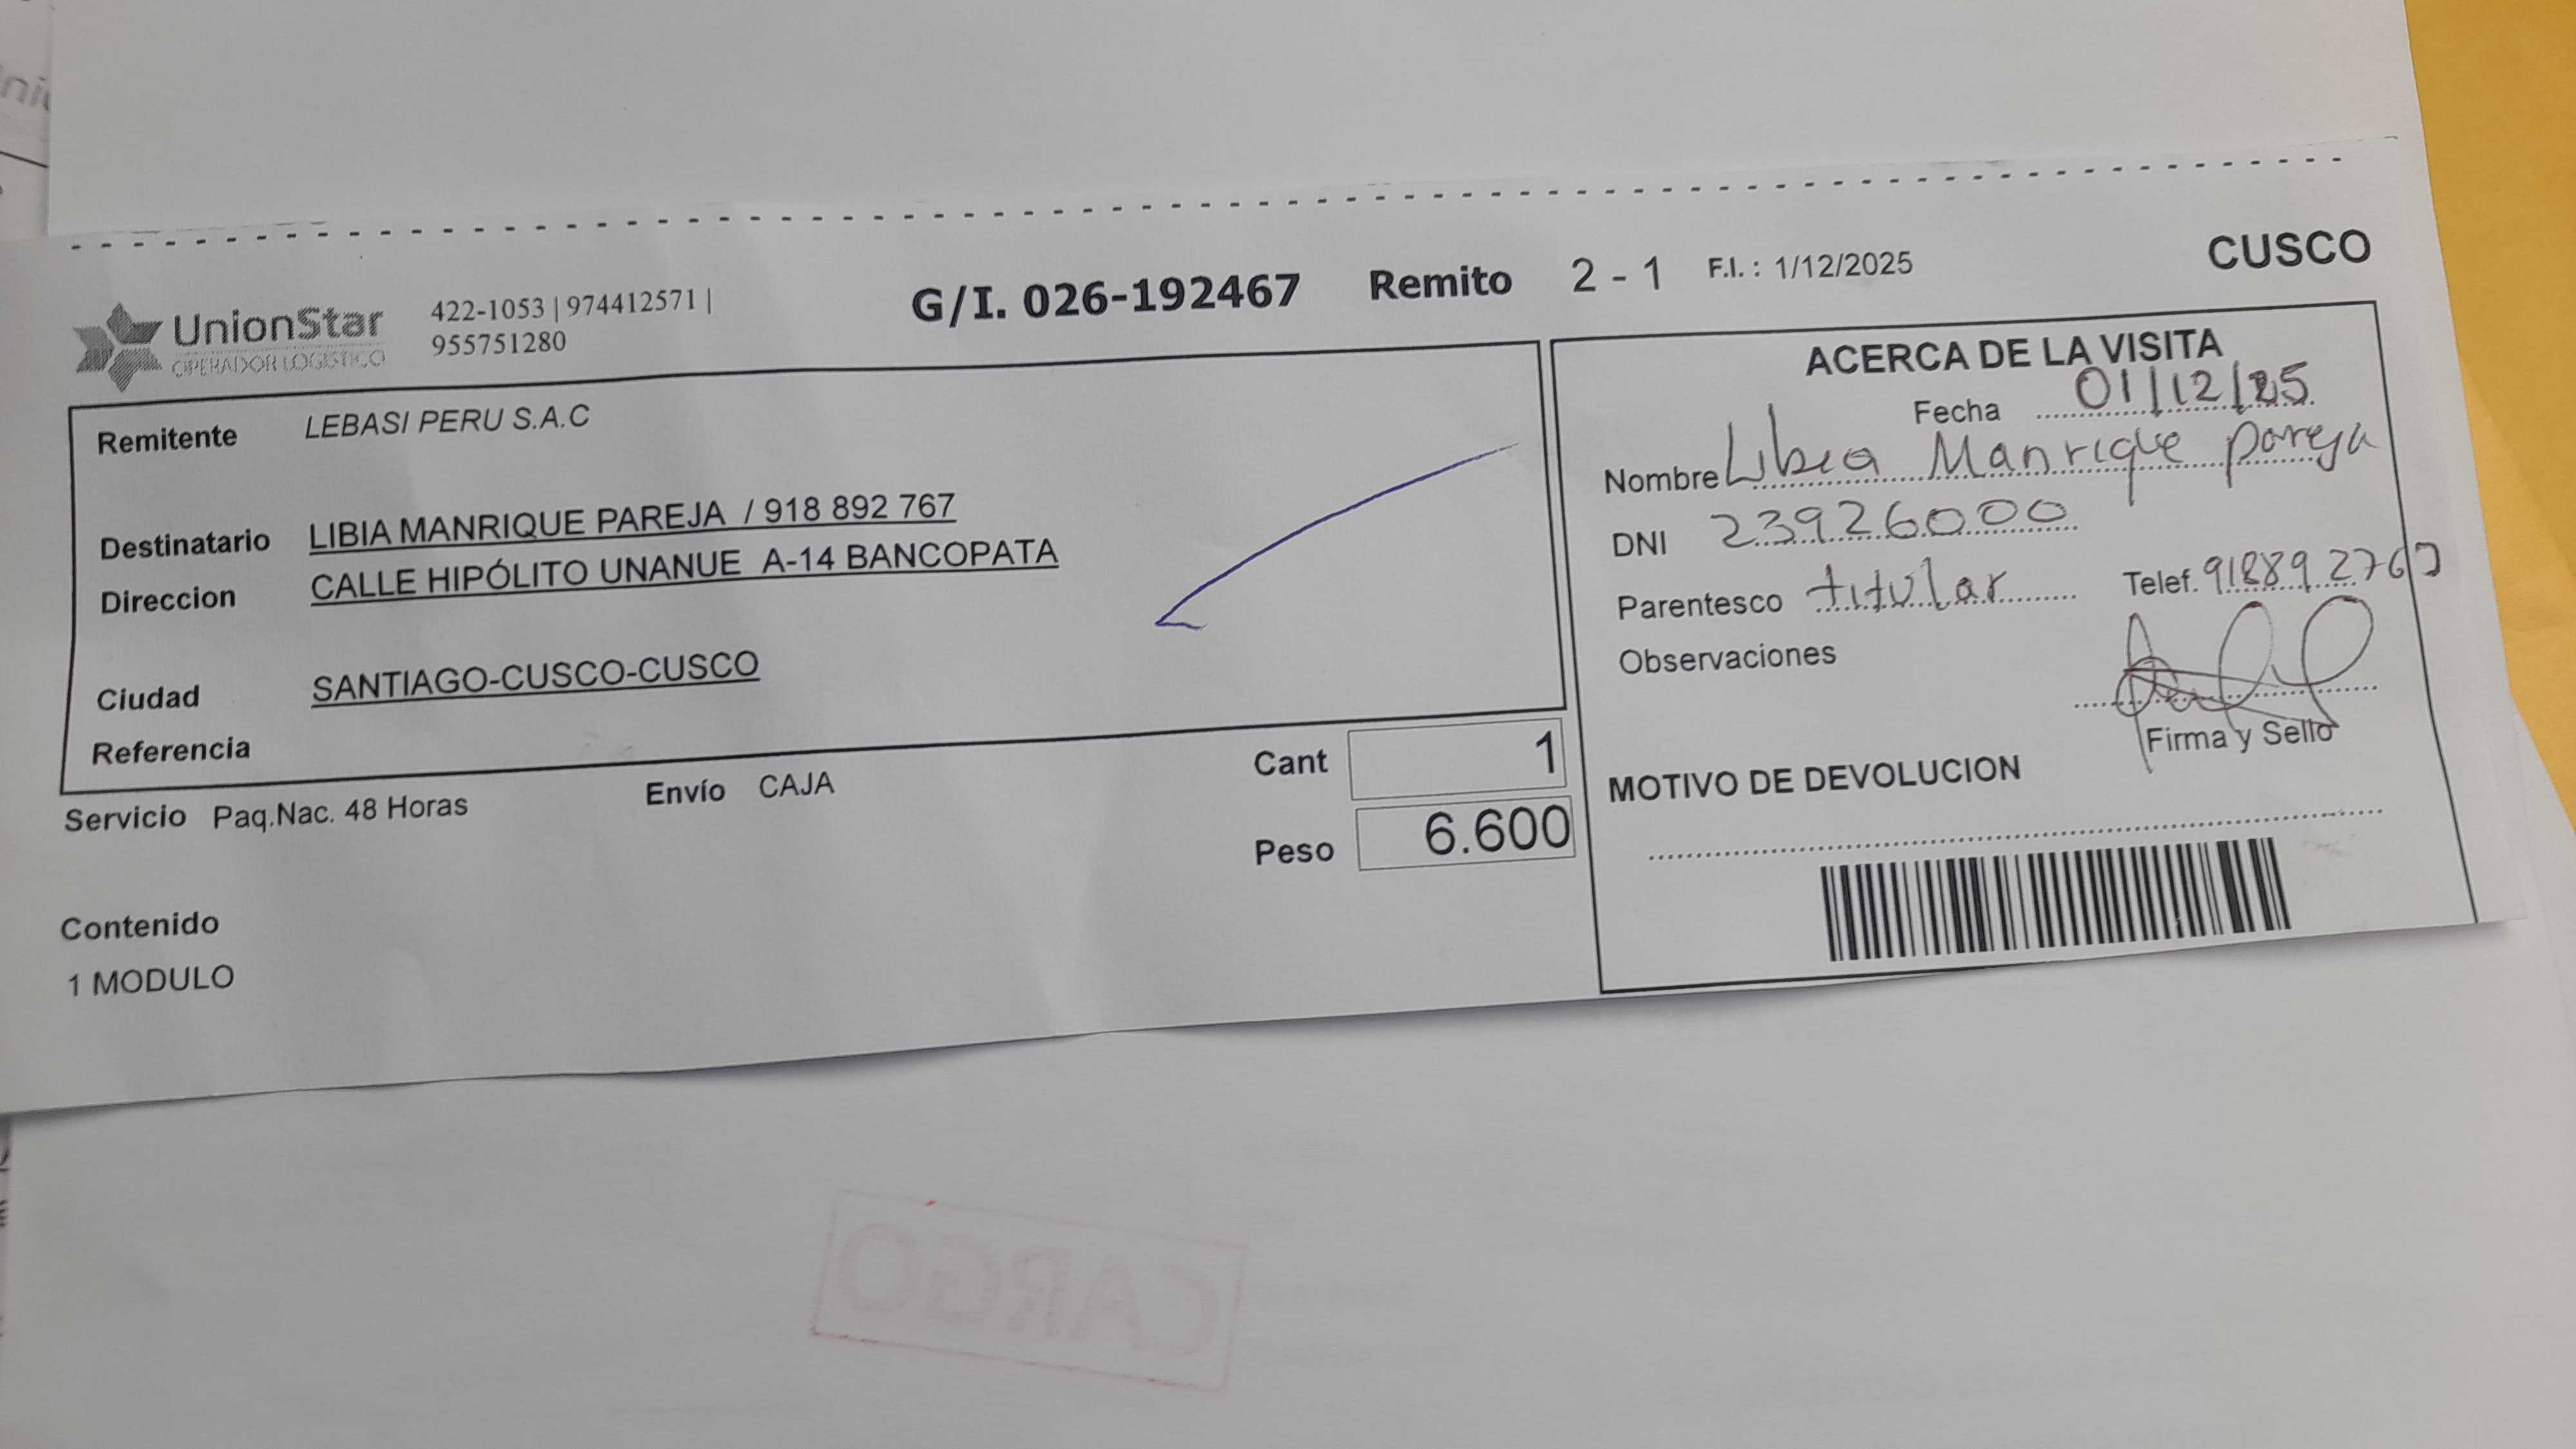 UnionStar
OPERADOR LOGISTICO
422-1053 | 974412571 |
955751280
G/I. 026-192467 Remito 2 - 1 F.I. : 1/12/2025
CUSCO
Remitente LEBASI PERU S.A.C
Destinatario LIBIA MANRIQUE PAREJA / 918 892 767
Direccion CALLE HIPÓLITO UNANUE A-14 BANCOPATA
Ciudad SANTIAGO-CUSCO-CUSCO
Referencia
Servicio Paq.Nac. 48 Horas Envío CAJA
Cant 1
Peso 6.600
Contenido
1 MODULO
ACERCA DE LA VISITA
Fecha 01/12/25
Nombre Libia Manrique pareja
DNI 23926000
Parentesco titular Telef. 918892767
Observaciones
Firma y Sello
MOTIVO DE DEVOLUCION
CARGO